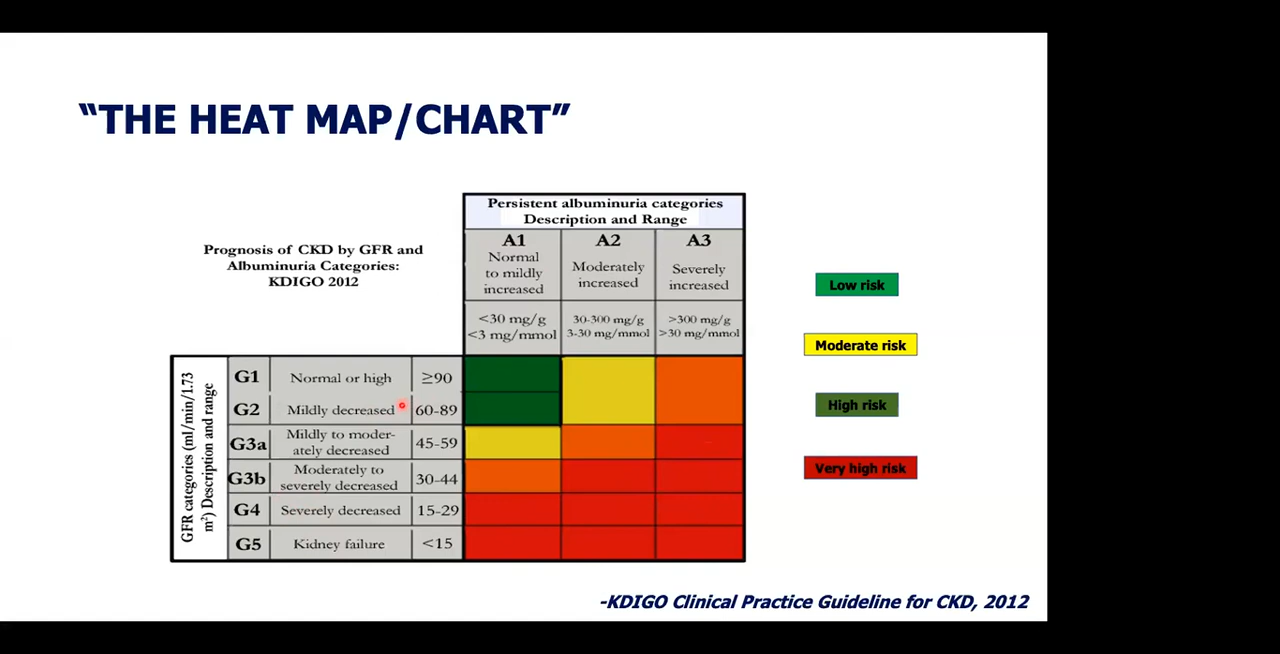 “THE HEAT MAP/CHART”
Prognosis of CKD by GFR and
Albuminuria Categories:
KDIGO 2012
Persistent albuminuria categories
Description and Range
A1
Normal
to mildly
increased
A2
Moderately
increased
A3
Severely
increased
<30 mg/g
<3 mg/mmol
30-300 mg/g
3-30 mg/mmol
>300 mg/g
>30 mg/mmol
GFR categories (ml/min/1.73
m²) Description and range
G1
Normal or high
≥90
G2
Mildly decreased
60-89
G3a
Mildly to moder-
ately decreased
45-59
G3b
Moderately to
severely decreased
30-44
G4
Severely decreased
15-29
G5
Kidney failure
<15
Low risk
Moderate risk
High risk
Very high risk
-KDIGO Clinical Practice Guideline for CKD, 2012